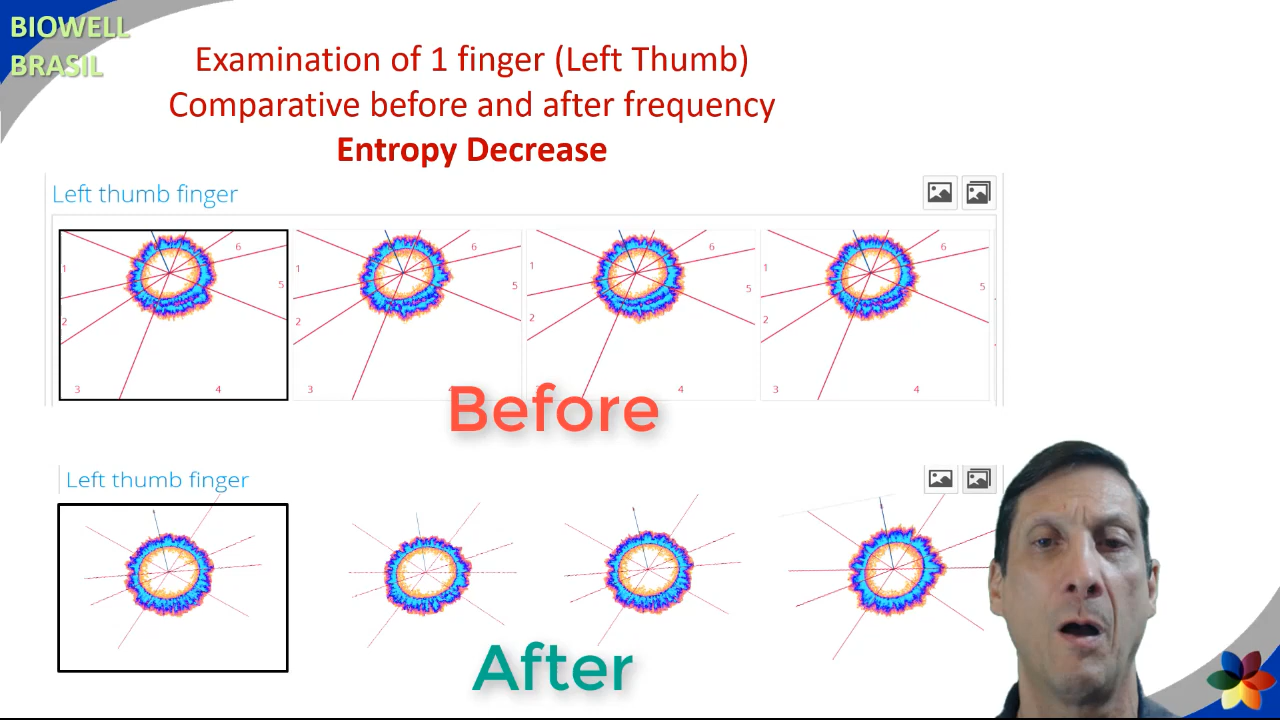 BIOWELL
BRASIL
Examination of 1 finger (Left Thumb)
Comparative before and after frequency
Entropy Decrease
Left thumb finger
1 2 3 4 5 6
1 2 3 5 6
1 2 3 4 5 6
1 2 3 4 5 6
Before
Left thumb finger
After